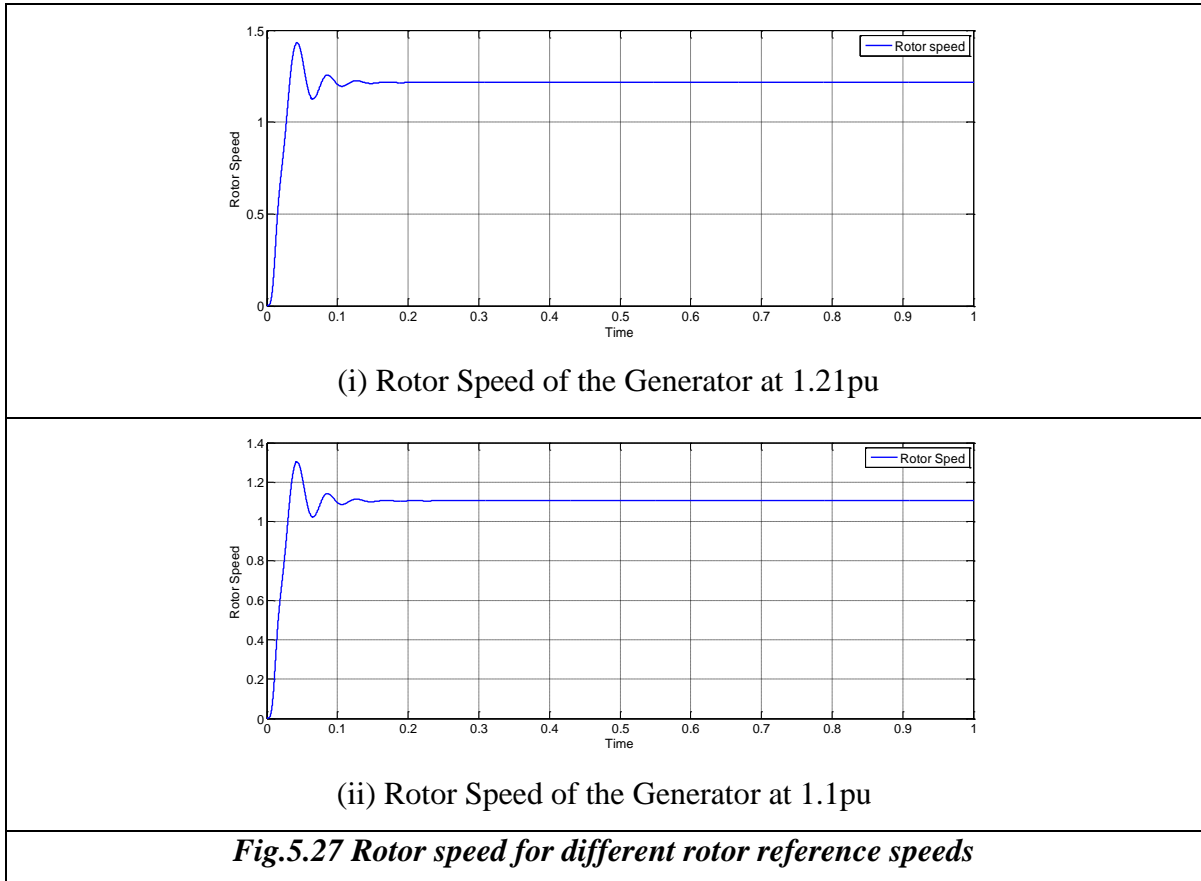 1.5
Rotor speed
1
0.5
0
Rotor Speed
0 0.1 0.2 0.3 0.4 0.5 0.6 0.7 0.8 0.9 1
Time
(i) Rotor Speed of the Generator at 1.21pu
1.4
Rotor Sped
1.2
1
0.8
0.6
0.4
0.2
0
Rotor Speed
0 0.1 0.2 0.3 0.4 0.5 0.6 0.7 0.8 0.9 1
Time
(ii) Rotor Speed of the Generator at 1.1pu
Fig.5.27 Rotor speed for different rotor reference speeds